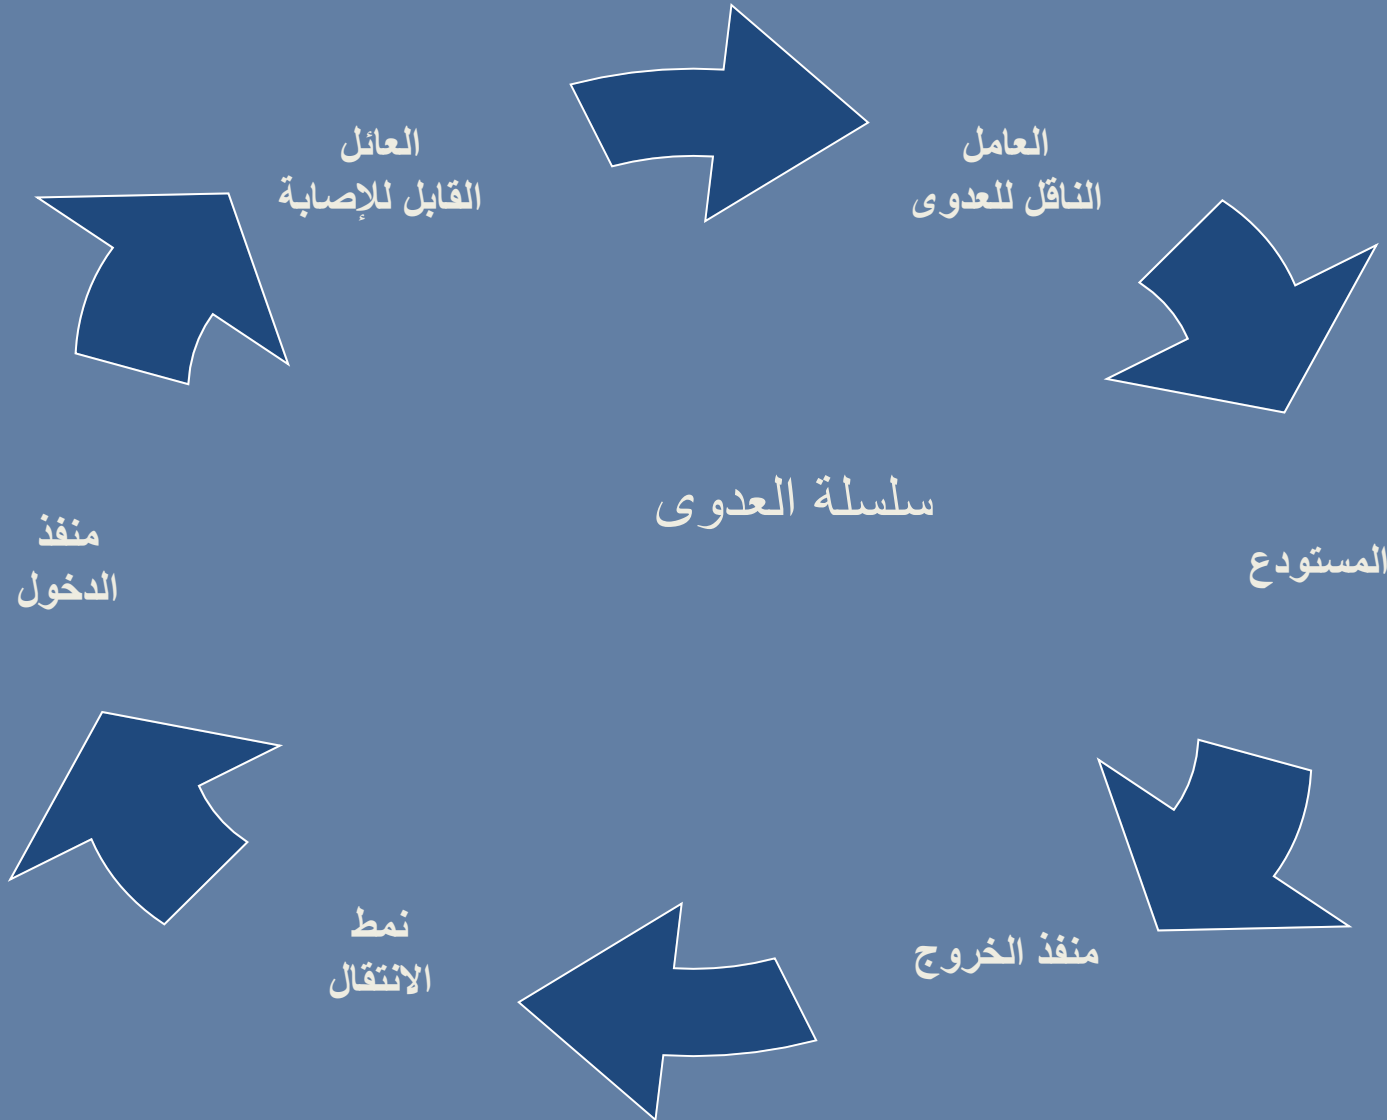 العائل
القابل للإصابة
العامل
الناقل للعدوى
سلسلة العدوى
المستودع
منفذ
الدخول
منفذ الخروج
نمط
الانتقال